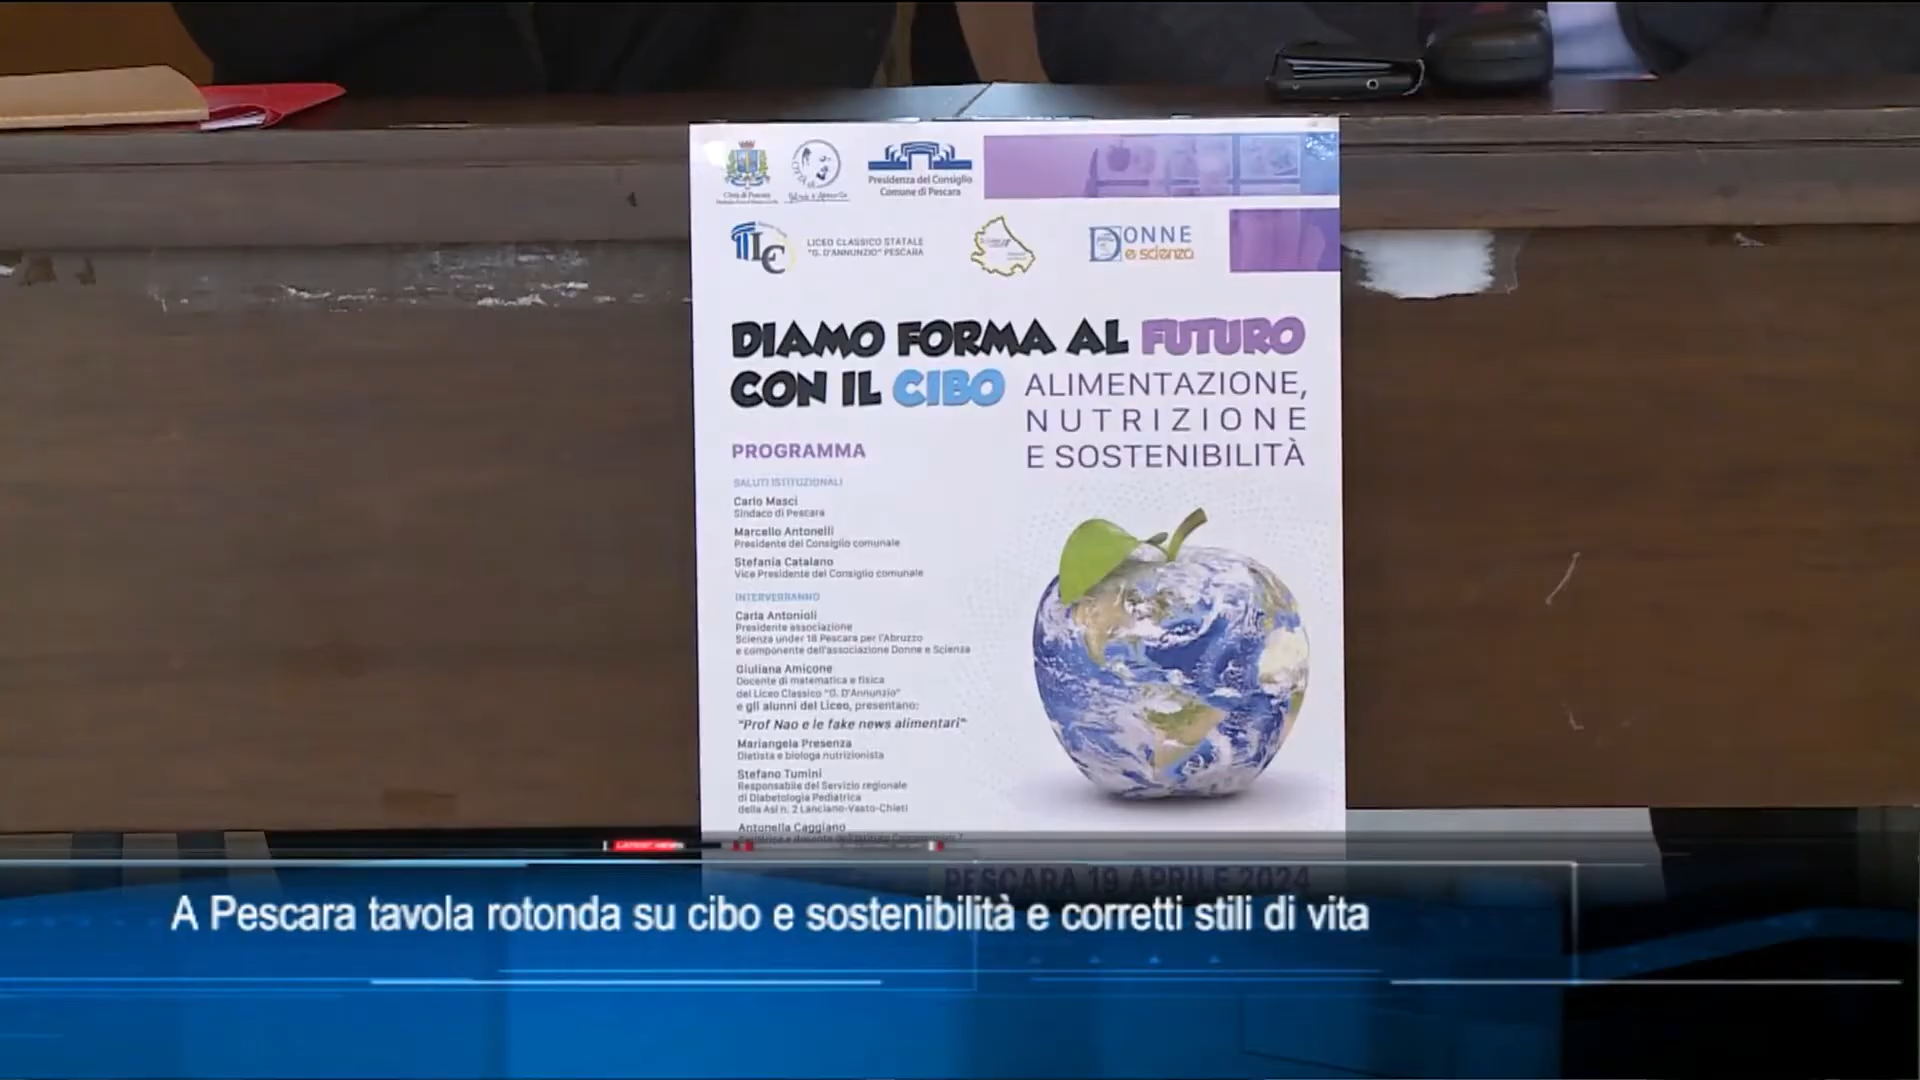 Città di Pescara
Presidenza del Consiglio
Comune di Pescara
LC
LICEO CLASSICO STATALE
"G. D'ANNUNZIO" PESCARA
DONNE
e scienza
DIAMO FORMA AL FUTURO
CON IL CIBO
ALIMENTAZIONE,
NUTRIZIONE
E SOSTENIBILITÀ
PROGRAMMA
SALUTI ISTITUZIONALI
Carlo Masci
Sindaco di Pescara
Marcello Antonelli
Presidente del Consiglio comunale
Stefania Catalano
Vice Presidente del Consiglio comunale
INTERVERRANNO
Carla Antonioli
Presidente associazione
Scienza under 18 Pescara per l'Abruzzo
e componente dell'associazione Donne e Scienza
Giuliana Amicone
Docente di matematica e fisica
del Liceo Classico "G. D'Annunzio"
e gli alunni del Liceo, presentano:
"Prof Nao e le fake news alimentari"
Mariangela Presenza
Dietista e biologa nutrizionista
Stefano Tumini
Responsabile del Servizio regionale
di Diabetologia Pediatrica
della Asl n. 2 Lanciano-Vasto-Chieti
Antonella Caggiano
LATEST NEWS
PESCARA 19 APRILE 2024
A Pescara tavola rotonda su cibo e sostenibilità e corretti stili di vita